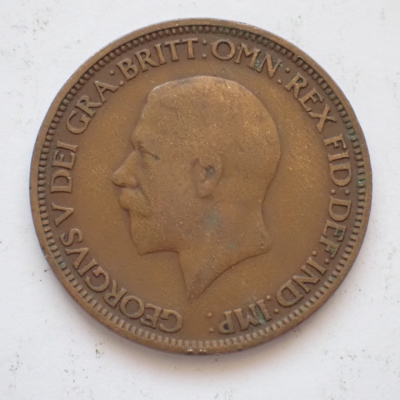 GEORGIVS V DEI GRA: BRITT: OMN: REX FID: DEF: IND: IMP: